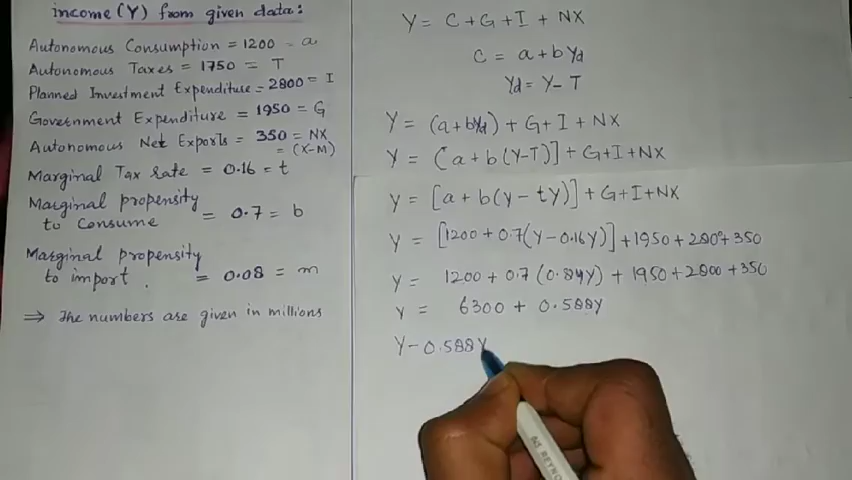 income (Y) from given data:
Autonomous Consumption = 1200 = a
Autonomous Taxes = 1750 = T
Planned Investment Expenditure = 2800 = I
Government Expenditure = 1950 = G
Autonomous Net Exports = 350 = NX
= (X-M)
Marginal Tax rate = 0.16 = t
Marginal propensity
to Consume = 0.7 = b
Marginal propensity
to import. = 0.08 = m
⇒ The numbers are given in millions
Y = C + G + I + NX
C = a + b Yd
Yd = Y - T
Y = (a + bYd) + G + I + NX
Y = (a + b (Y-T)] + G + I + NX
Y = [a + b (Y - tY)] + G + I + NX
Y = [1200 + 0.7 (Y - 0.16Y)] + 1950 + 2800 + 350
Y = 1200 + 0.7 (0.84Y) + 1950 + 2800 + 350
Y = 6300 + 0.588Y
Y - 0.588Y